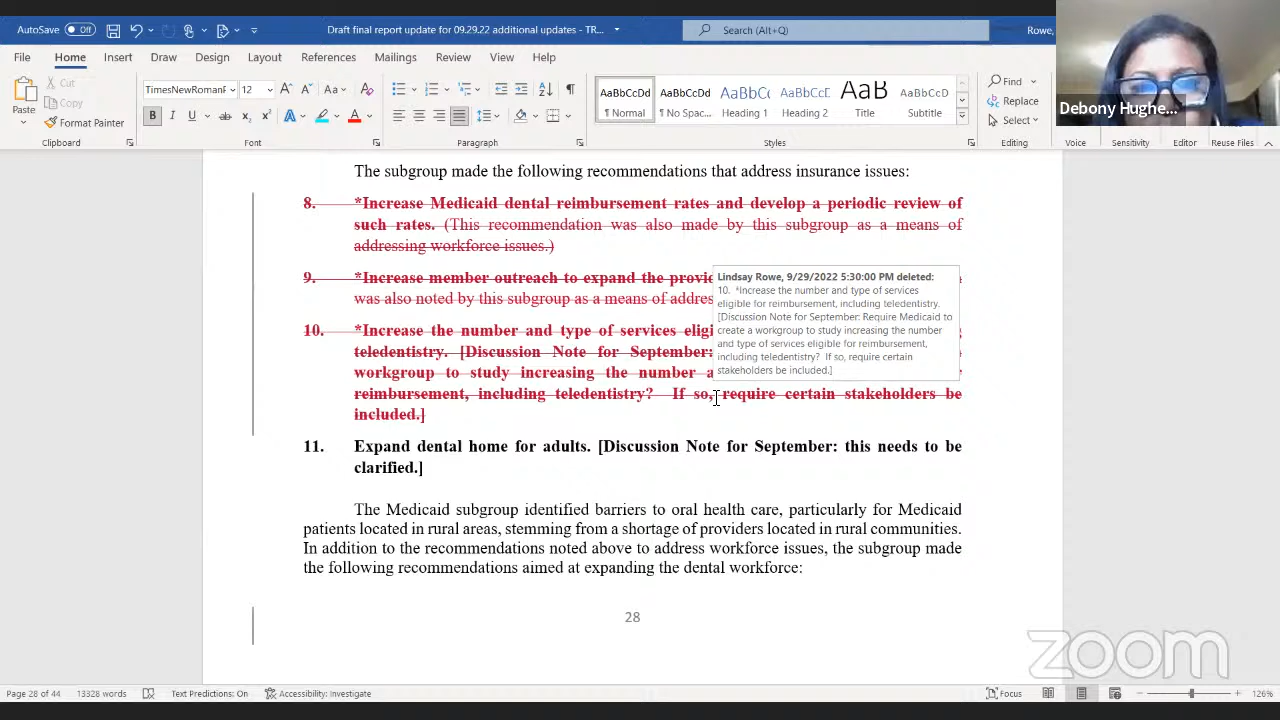 AutoSave Off Draft final report update for 09.29.22 additional updates - TR... Search (Alt+Q) Rowe,
File Home Insert Draw Design Layout References Mailings Review View Help
Debony Hughe...
Cut
Copy
Format Painter
Paste
TimesNewRomanF 12
AaBbCcDd AaBbCcDd AaBbC( AaBbCcE AaB AaBbCcD
¶ Normal ¶ No Spac... Heading 1 Heading 2 Title Subtitle
Find
Replace
Select
Clipboard Font Paragraph Styles Editing Voice Sensitivity Editor Reuse Files
The subgroup made the following recommendations that address insurance issues:
8. *Increase Medicaid dental reimbursement rates and develop a periodic review of
such rates. (This recommendation was also made by this subgroup as a means of
addressing workforce issues.)
9. *Increase member outreach to expand the provi
was also noted by this subgroup as a means of addres
10. *Increase the number and type of services eligi
teledentistry. [Discussion Note for September:
workgroup to study increasing the number a
reimbursement, including teledentistry? If so, require certain stakeholders be
included.]
Lindsay Rowe, 9/29/2022 5:30:00 PM deleted:
10. *Increase the number and type of services
eligible for reimbursement, including teledentistry.
[Discussion Note for September: Require Medicaid to
create a workgroup to study increasing the number
and type of services eligible for reimbursement,
including teledentistry? If so, require certain
stakeholders be included.]
11. Expand dental home for adults. [Discussion Note for September: this needs to be
clarified.]
The Medicaid subgroup identified barriers to oral health care, particularly for Medicaid
patients located in rural areas, stemming from a shortage of providers located in rural communities.
In addition to the recommendations noted above to address workforce issues, the subgroup made
the following recommendations aimed at expanding the dental workforce:
28
zoom
Page 28 of 44 13328 words Text Predictions: On Accessibility: Investigate Focus 126%